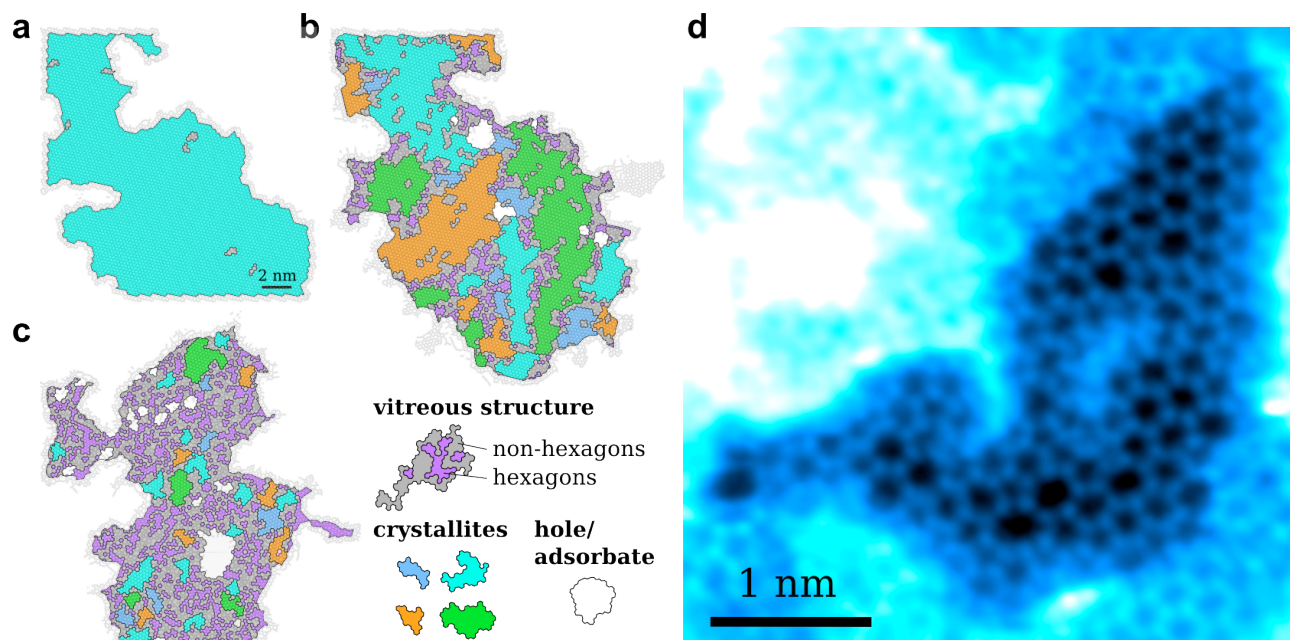 a
b
d
2 nm
c
vitreous structure
non-hexagons
hexagons
crystallites
hole/
adsorbate
1 nm